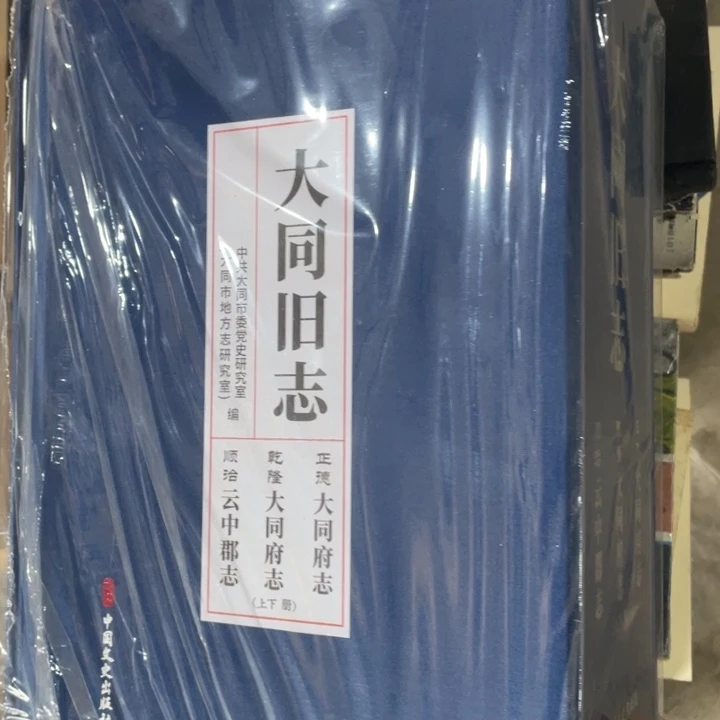 大同旧志
中共大同市委党史研究室
大同市地方志研究室)
编
正德大同府志
乾隆大同府志
(上下册)
顺治云中郡志
中国文史出版社